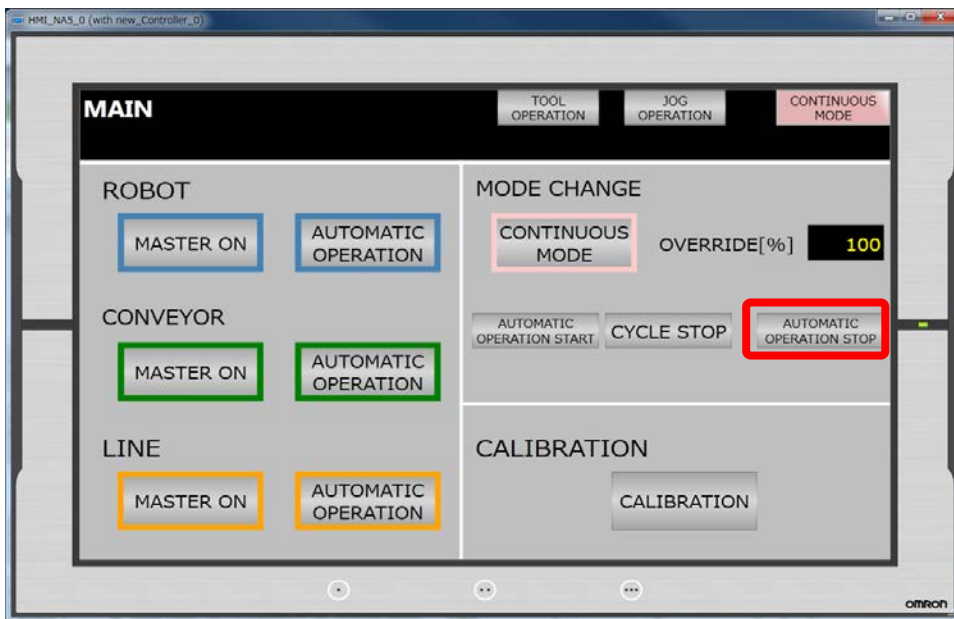 HMI_NA5_0 (with new_Controller_0)
MAIN
TOOL
OPERATION
JOG
OPERATION
CONTINUOUS
MODE
ROBOT
MASTER ON
AUTOMATIC
OPERATION
CONVEYOR
MASTER ON
AUTOMATIC
OPERATION
LINE
MASTER ON
AUTOMATIC
OPERATION
MODE CHANGE
CONTINUOUS
MODE
OVERRIDE[%]
100
AUTOMATIC
OPERATION START
CYCLE STOP
AUTOMATIC
OPERATION STOP
CALIBRATION
CALIBRATION
OMRON